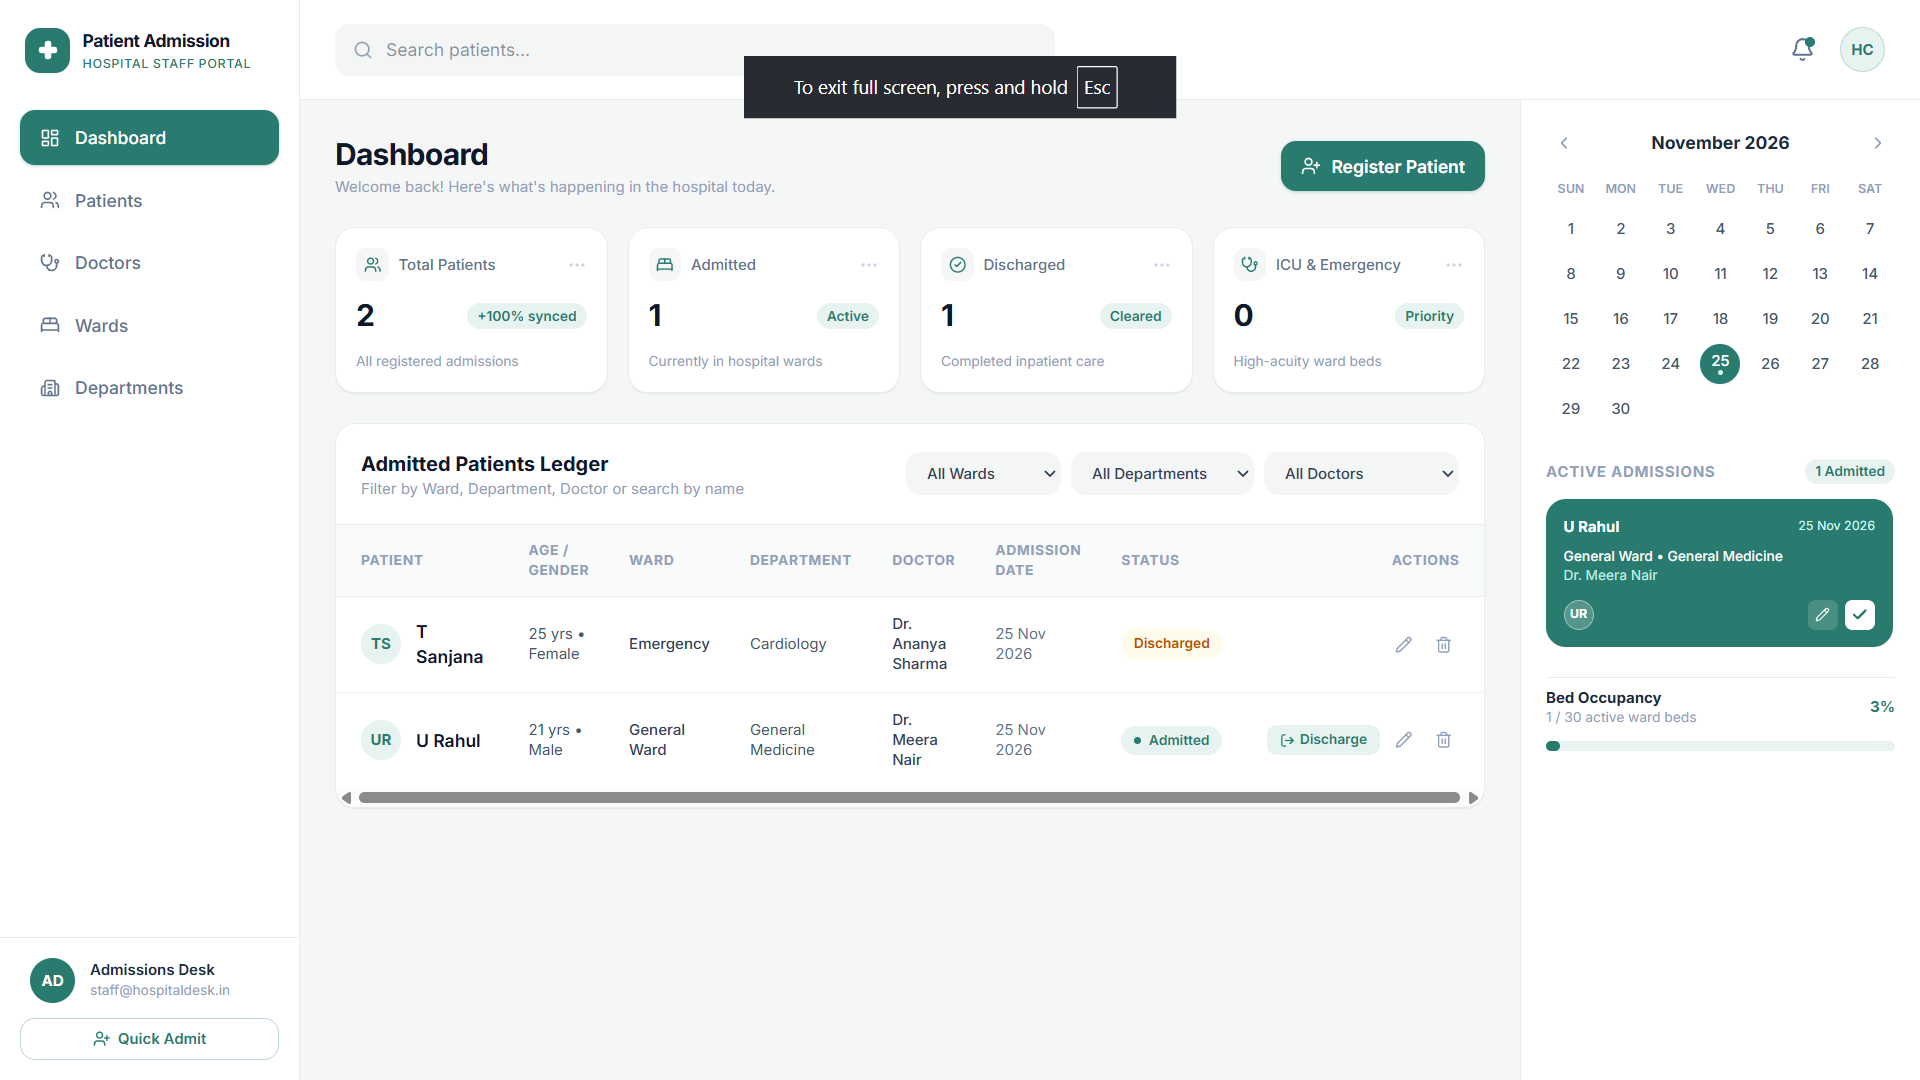 Patient Admission
HOSPITAL STAFF PORTAL
Dashboard
Patients
Doctors
Wards
Departments
AD
Admissions Desk
staff@hospitaldesk.in
Quick Admit
Search patients...
To exit full screen, press and hold Esc
HC
Dashboard
Welcome back! Here's what's happening in the hospital today.
Register Patient
Total Patients
2
+100% synced
All registered admissions
Admitted
1
Active
Currently in hospital wards
Discharged
1
Cleared
Completed inpatient care
ICU & Emergency
0
Priority
High-acuity ward beds
Admitted Patients Ledger
Filter by Ward, Department, Doctor or search by name
All Wards
All Departments
All Doctors
PATIENT
AGE /
GENDER
WARD
DEPARTMENT
DOCTOR
ADMISSION
DATE
STATUS
ACTIONS
TS
T
Sanjana
25 yrs •
Female
Emergency
Cardiology
Dr.
Ananya
Sharma
25 Nov
2026
Discharged
UR
U Rahul
21 yrs •
Male
General
Ward
General
Medicine
Dr.
Meera
Nair
25 Nov
2026
Admitted
Discharge
November 2026
SUN MON TUE WED THU FRI SAT
1 2 3 4 5 6 7
8 9 10 11 12 13 14
15 16 17 18 19 20 21
22 23 24 25 26 27 28
29 30
ACTIVE ADMISSIONS
1 Admitted
U Rahul
25 Nov 2026
General Ward • General Medicine
Dr. Meera Nair
UR
Bed Occupancy
1 / 30 active ward beds
3%